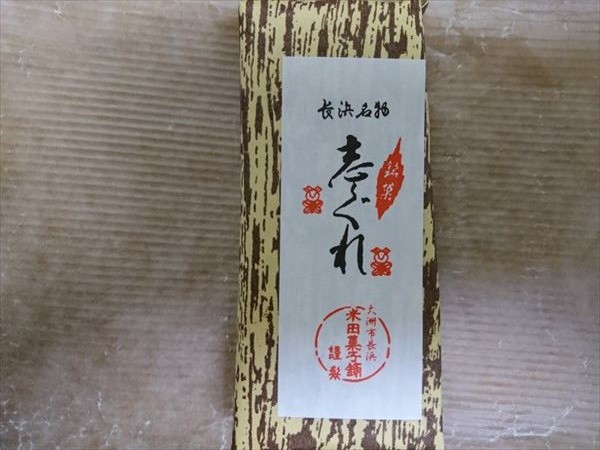 長浜名物
銘菓
志ぐれ
大洲市長浜
米田菓子舗
謹製